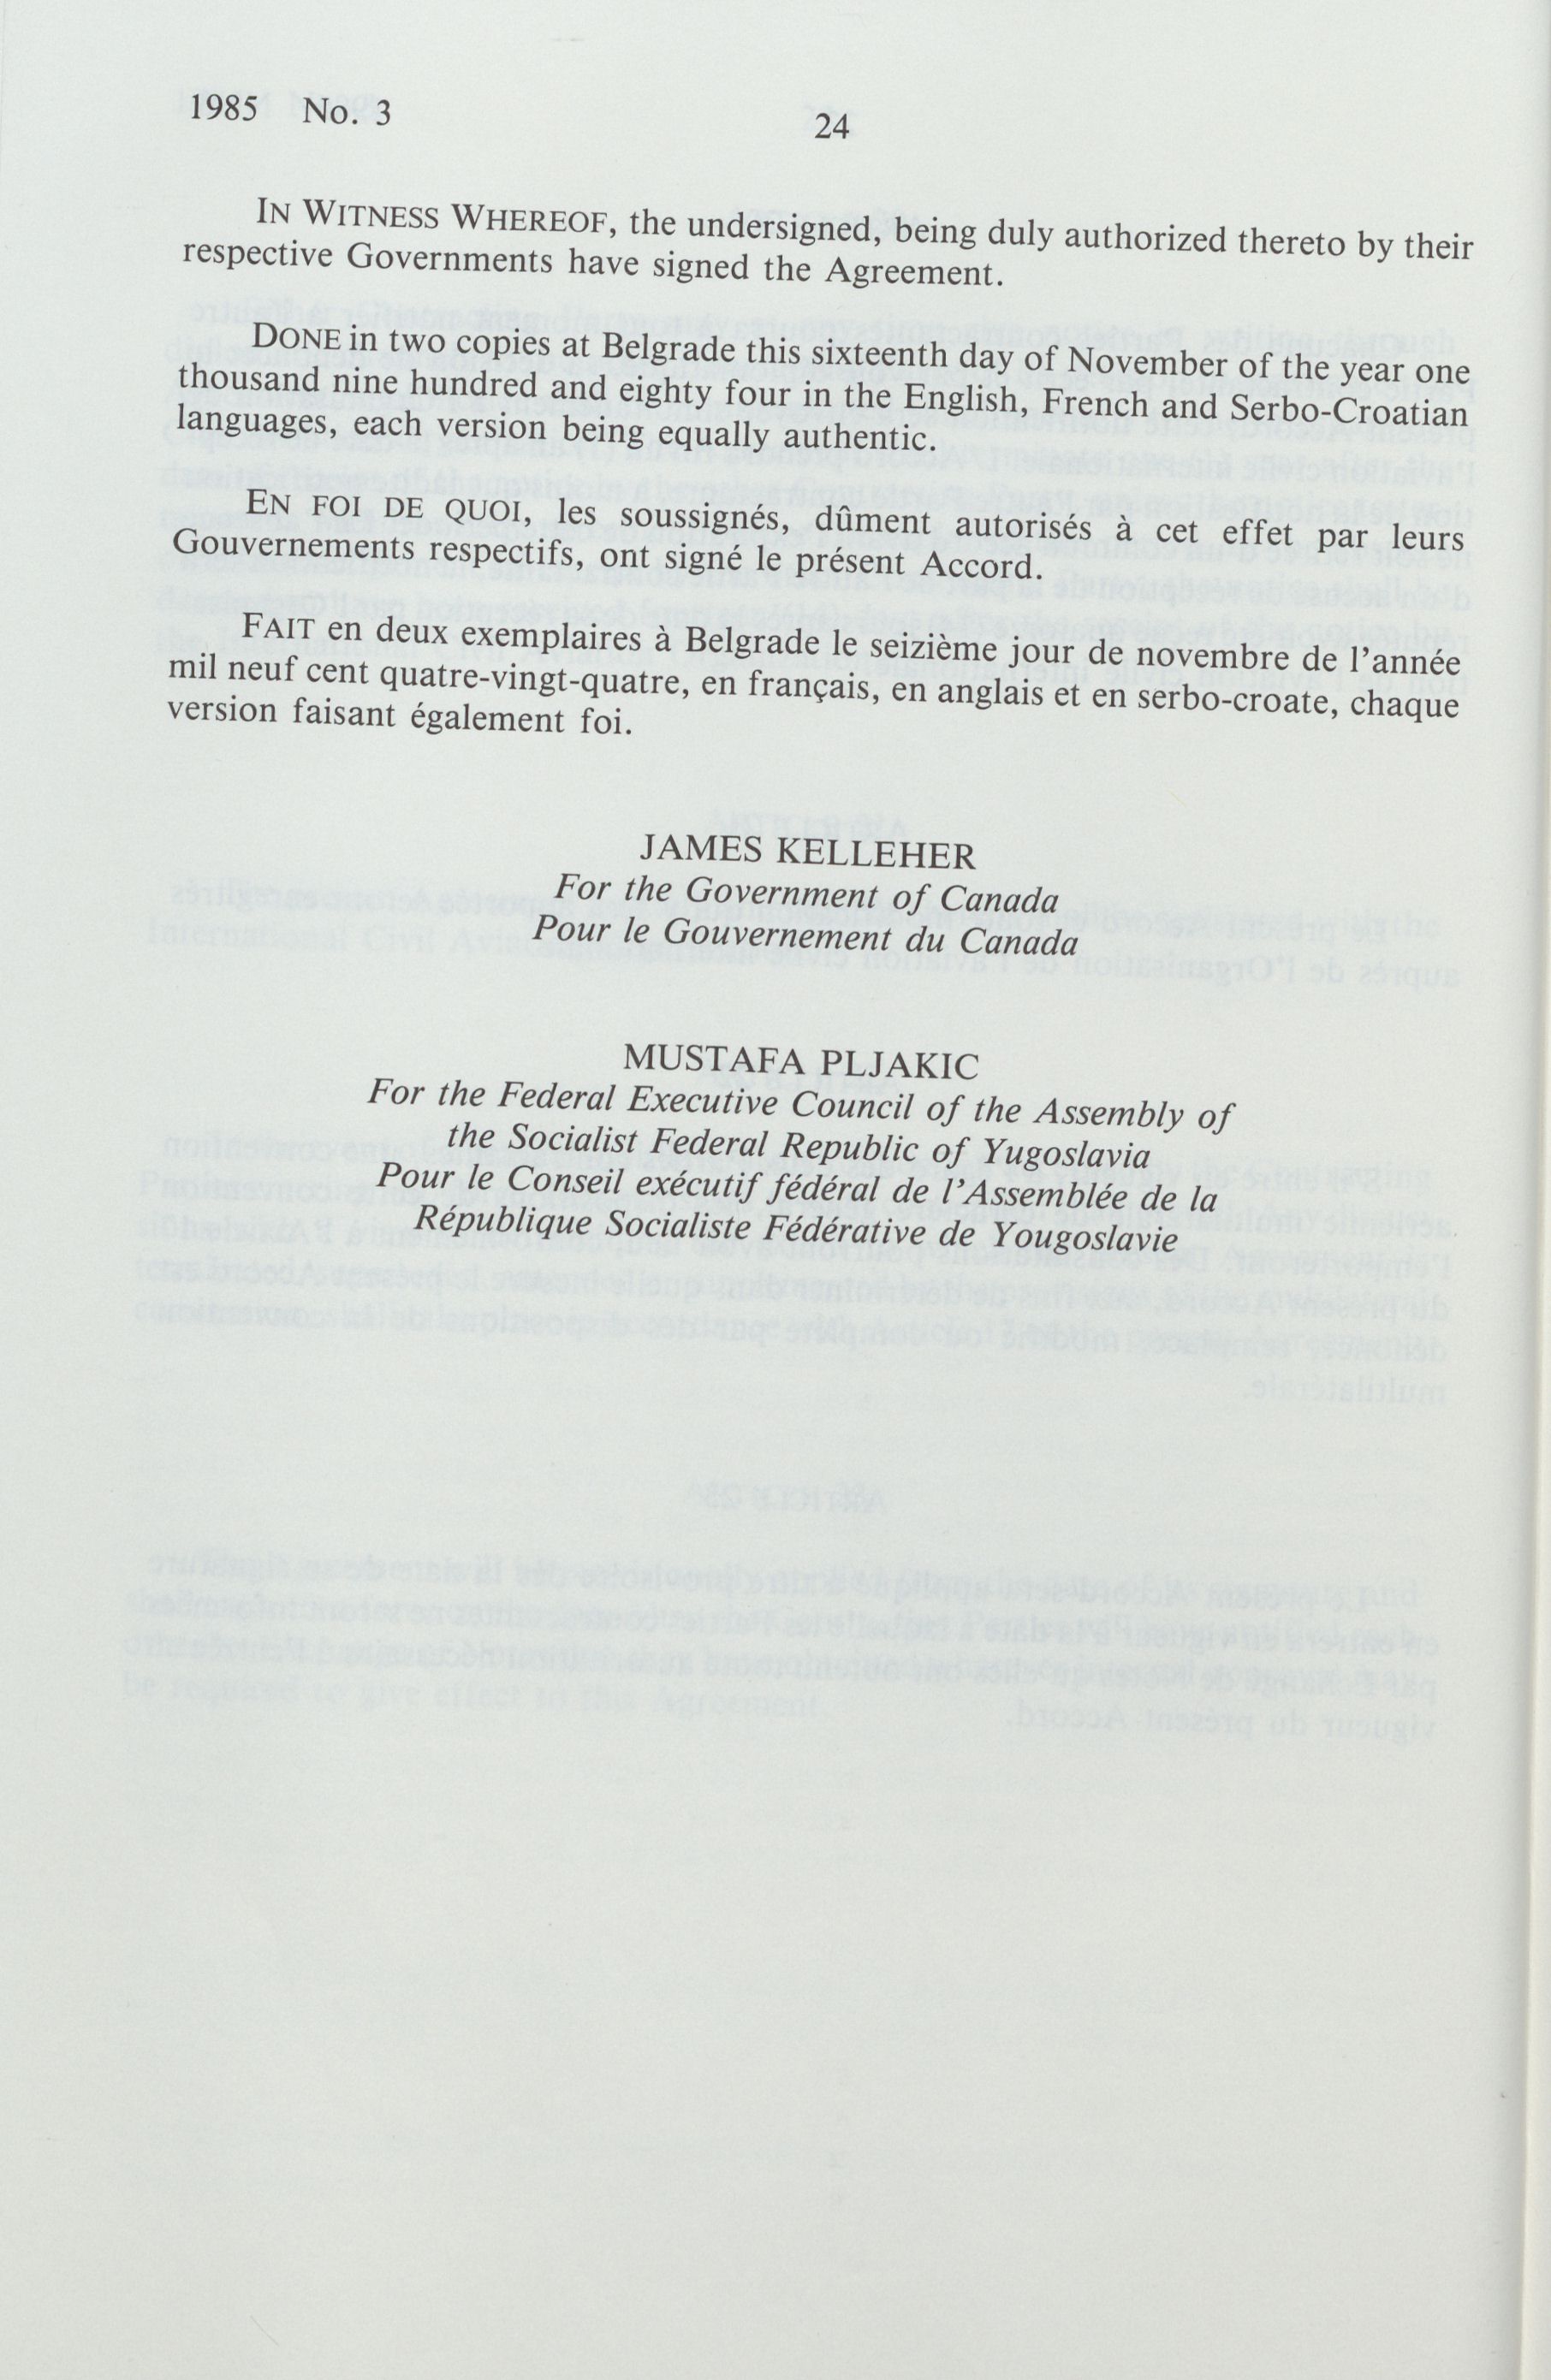 1985 No. 3
24
IN WITNESS WHEREOF, the undersigned, being duly authorized thereto by their
respective Governments have signed the Agreement.
DONE in two copies at Belgrade this sixteenth day of November of the year one
thousand nine hundred and eighty four in the English, French and Serbo-Croatian
languages, each version being equally authentic.
EN FOI DE QUOI, les soussignés, dûment autorisés à cet effet par leurs
Gouvernements respectifs, ont signé le présent Accord.
FAIT en deux exemplaires à Belgrade le seizième jour de novembre de l'année
mil neuf cent quatre-vingt-quatre, en français, en anglais et en serbo-croate, chaque
version faisant également foi.
JAMES KELLEHER
For the Government of Canada
Pour le Gouvernement du Canada
MUSTAFA PLJAKIC
For the Federal Executive Council of the Assembly of
the Socialist Federal Republic of Yugoslavia
Pour le Conseil exécutif fédéral de l'Assemblée de la
République Socialiste Fédérative de Yougoslavie